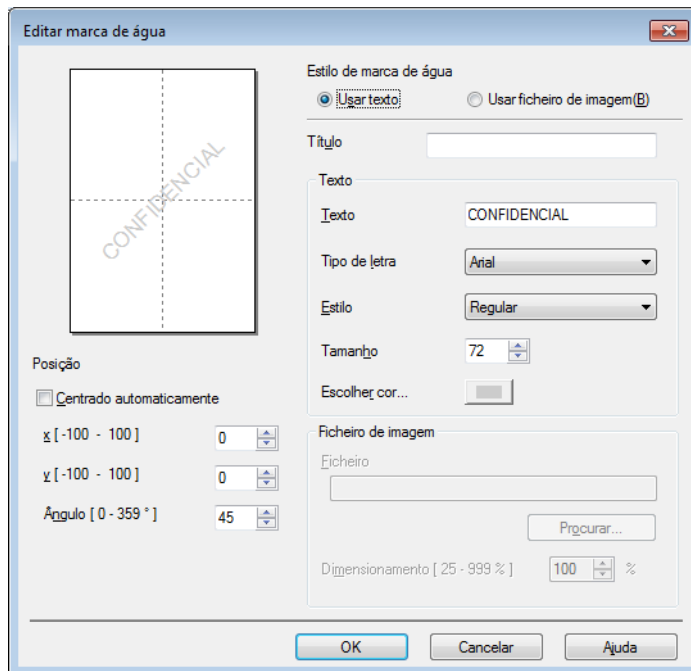 Editar marca de água
CONFIDENCIAL
Estilo de marca de água
Usar texto
Usar ficheiro de imagem(B)
Título
Texto
Texto CONFIDENCIAL
Tipo de letra Arial
Estilo Regular
Tamanho 72
Escolher cor...
Posição
Centrado automaticamente
x [ -100 - 100 ] 0
y [ -100 - 100 ] 0
Ângulo [ 0 - 359 ° ] 45
Ficheiro de imagem
Ficheiro
Procurar...
Dimensionamento [ 25 - 999 % ] 100 %
OK Cancelar Ajuda